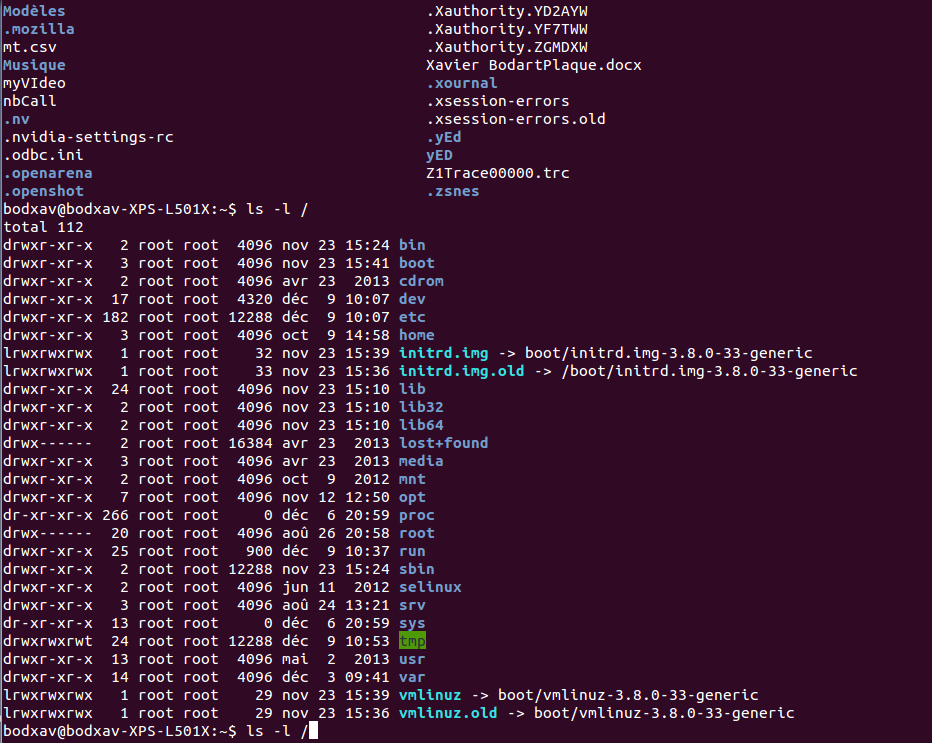 Modèles .Xauthority.YD2AYW
.mozilla .Xauthority.YF7TWW
mt.csv .Xauthority.ZGMDXW
Musique Xavier BodartPlaque.docx
myVIdeo .xournal
nbCall .xsession-errors
.nv .xsession-errors.old
.nvidia-settings-rc .yEd
.odbc.ini yED
.openarena Z1Trace00000.trc
.openshot .zsnes
bodxav@bodxav-XPS-L501X:~$ ls -l /
total 112
drwxr-xr-x   2 root root  4096 nov 23 15:24 bin
drwxr-xr-x   3 root root  4096 nov 23 15:41 boot
drwxr-xr-x   2 root root  4096 avr 23  2013 cdrom
drwxr-xr-x  17 root root  4320 déc  9 10:07 dev
drwxr-xr-x 182 root root 12288 déc  9 10:07 etc
drwxr-xr-x   3 root root  4096 oct  9 14:58 home
lrwxrwxrwx   1 root root    32 nov 23 15:39 initrd.img -> boot/initrd.img-3.8.0-33-generic
lrwxrwxrwx   1 root root    33 nov 23 15:36 initrd.img.old -> /boot/initrd.img-3.8.0-33-generic
drwxr-xr-x  24 root root  4096 nov 23 15:10 lib
drwxr-xr-x   2 root root  4096 nov 23 15:10 lib32
drwxr-xr-x   2 root root  4096 nov 23 15:10 lib64
drwx------   2 root root 16384 avr 23  2013 lost+found
drwxr-xr-x   3 root root  4096 avr 23  2013 media
drwxr-xr-x   2 root root  4096 oct  9  2012 mnt
drwxr-xr-x   7 root root  4096 nov 12 12:50 opt
dr-xr-xr-x 266 root root     0 déc  6 20:59 proc
drwx------  20 root root  4096 aoû 26 20:58 root
drwxr-xr-x  25 root root   900 déc  9 10:37 run
drwxr-xr-x   2 root root 12288 nov 23 15:24 sbin
drwxr-xr-x   2 root root  4096 jun 11  2012 selinux
drwxr-xr-x   3 root root  4096 aoû 24 13:21 srv
dr-xr-xr-x  13 root root     0 déc  6 20:59 sys
drwxrwxrwt  24 root root 12288 déc  9 10:53 tmp
drwxr-xr-x  13 root root  4096 mai  2  2013 usr
drwxr-xr-x  14 root root  4096 déc  3 09:41 var
lrwxrwxrwx   1 root root    29 nov 23 15:39 vmlinuz -> boot/vmlinuz-3.8.0-33-generic
lrwxrwxrwx   1 root root    29 nov 23 15:36 vmlinuz.old -> boot/vmlinuz-3.8.0-33-generic
bodxav@bodxav-XPS-L501X:~$ ls -l /